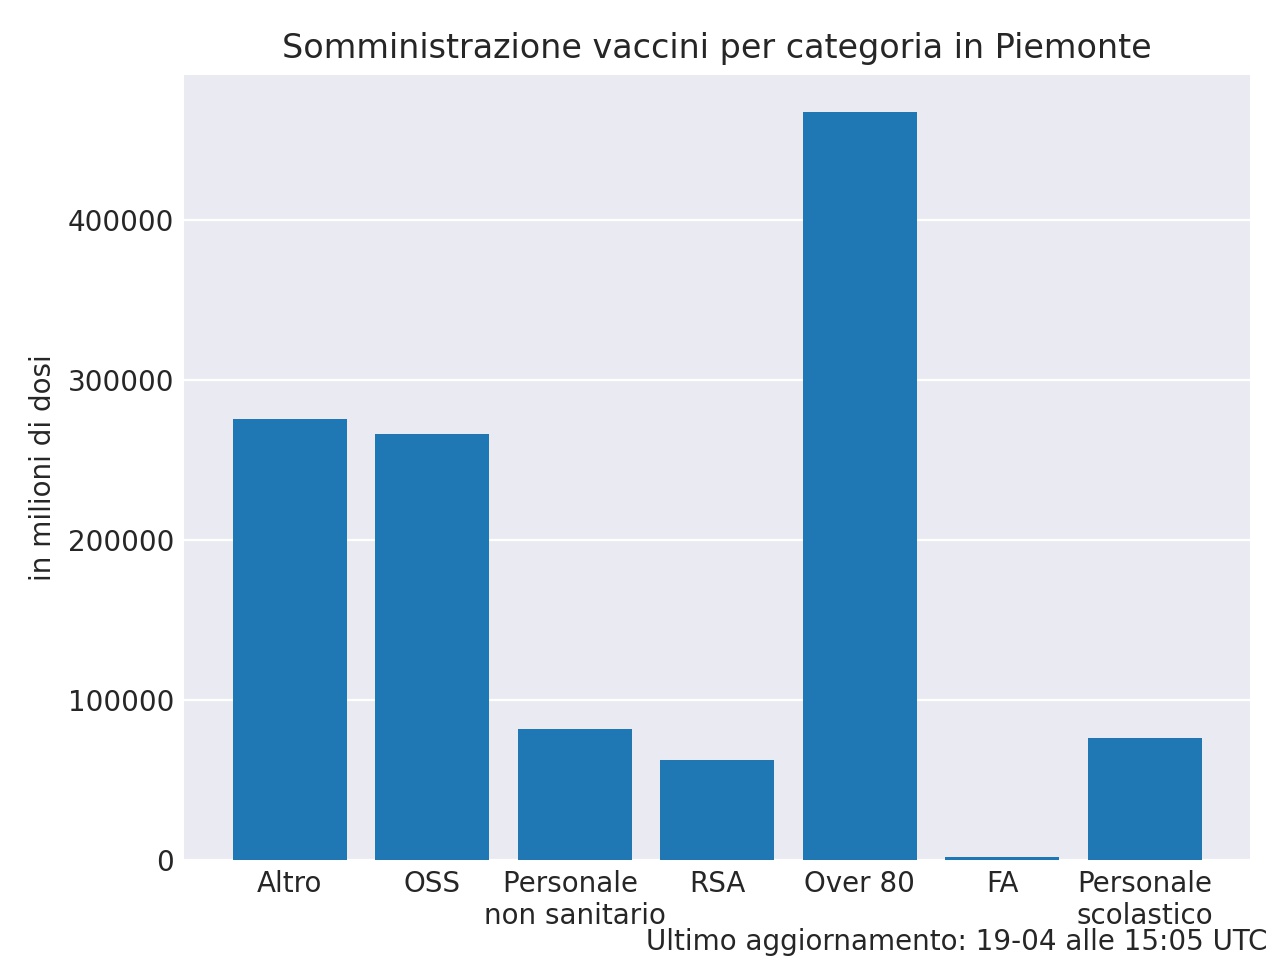 Somministrazione vaccini per categoria in Piemonte
in milioni di dosi
400000
300000
200000
100000
0
Altro
OSS
Personale
non sanitario
RSA
Over 80
FA
Personale
scolastico
Ultimo aggiornamento: 19-04 alle 15:05 UTC